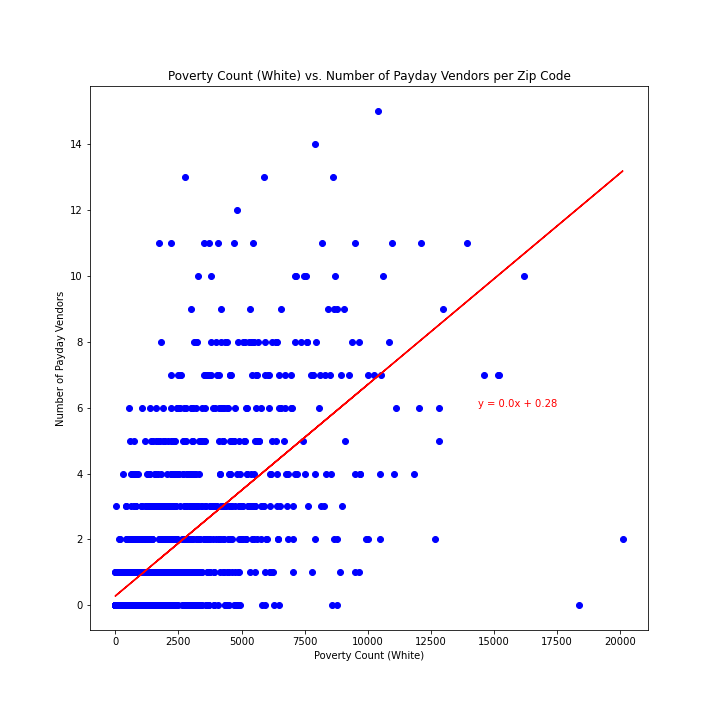 Poverty Count (White) vs. Number of Payday Vendors per Zip Code
Number of Payday Vendors
14
12
10
8
6
4
2
0
y = 0.0x + 0.28
0 2500 5000 7500 10000 12500 15000 17500 20000
Poverty Count (White)